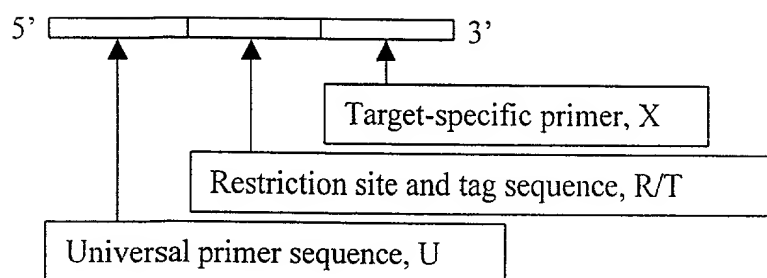 5’ 3’
Target-specific primer, X
Restriction site and tag sequence, R/T
Universal primer sequence, U